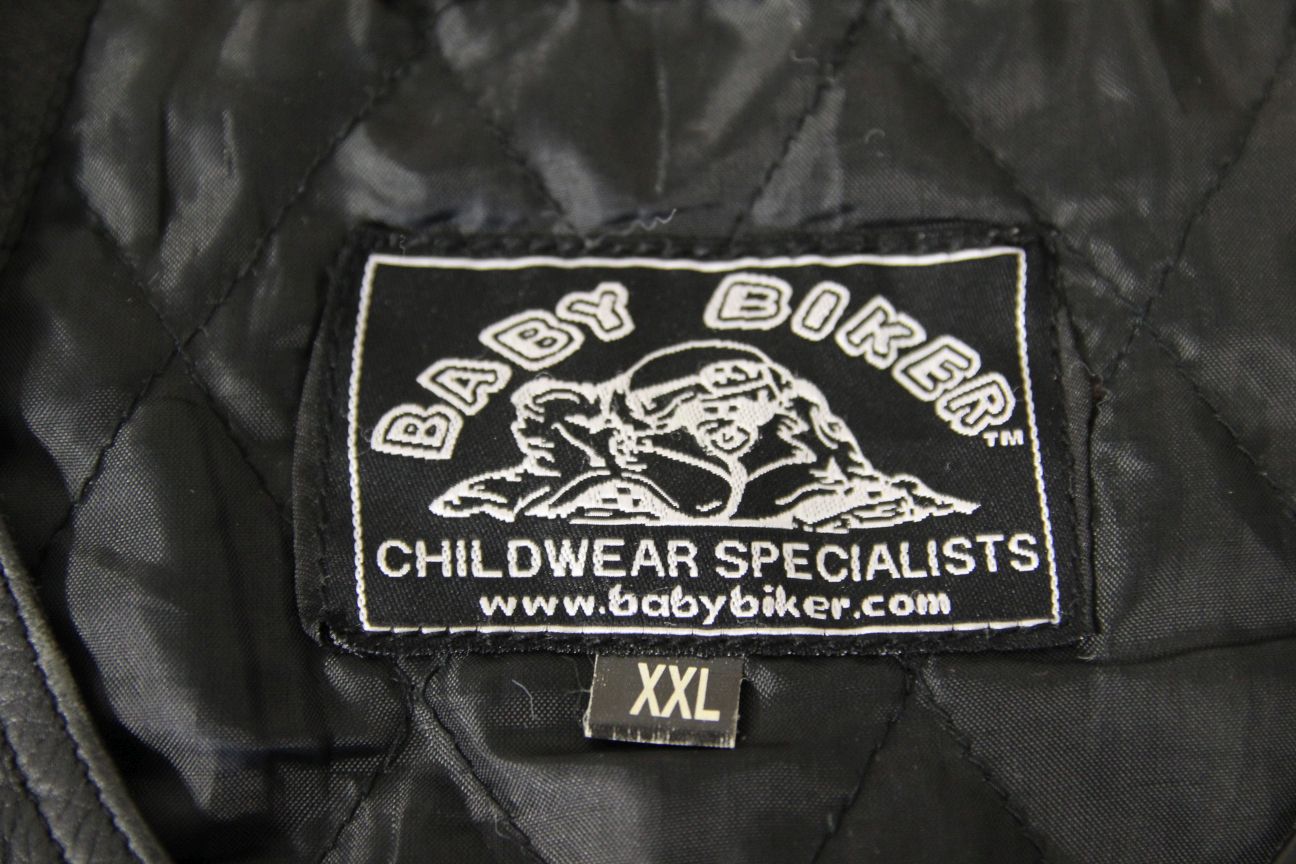 BABY BIKER™
CHILDWEAR SPECIALISTS
www.babybiker.com
XXL